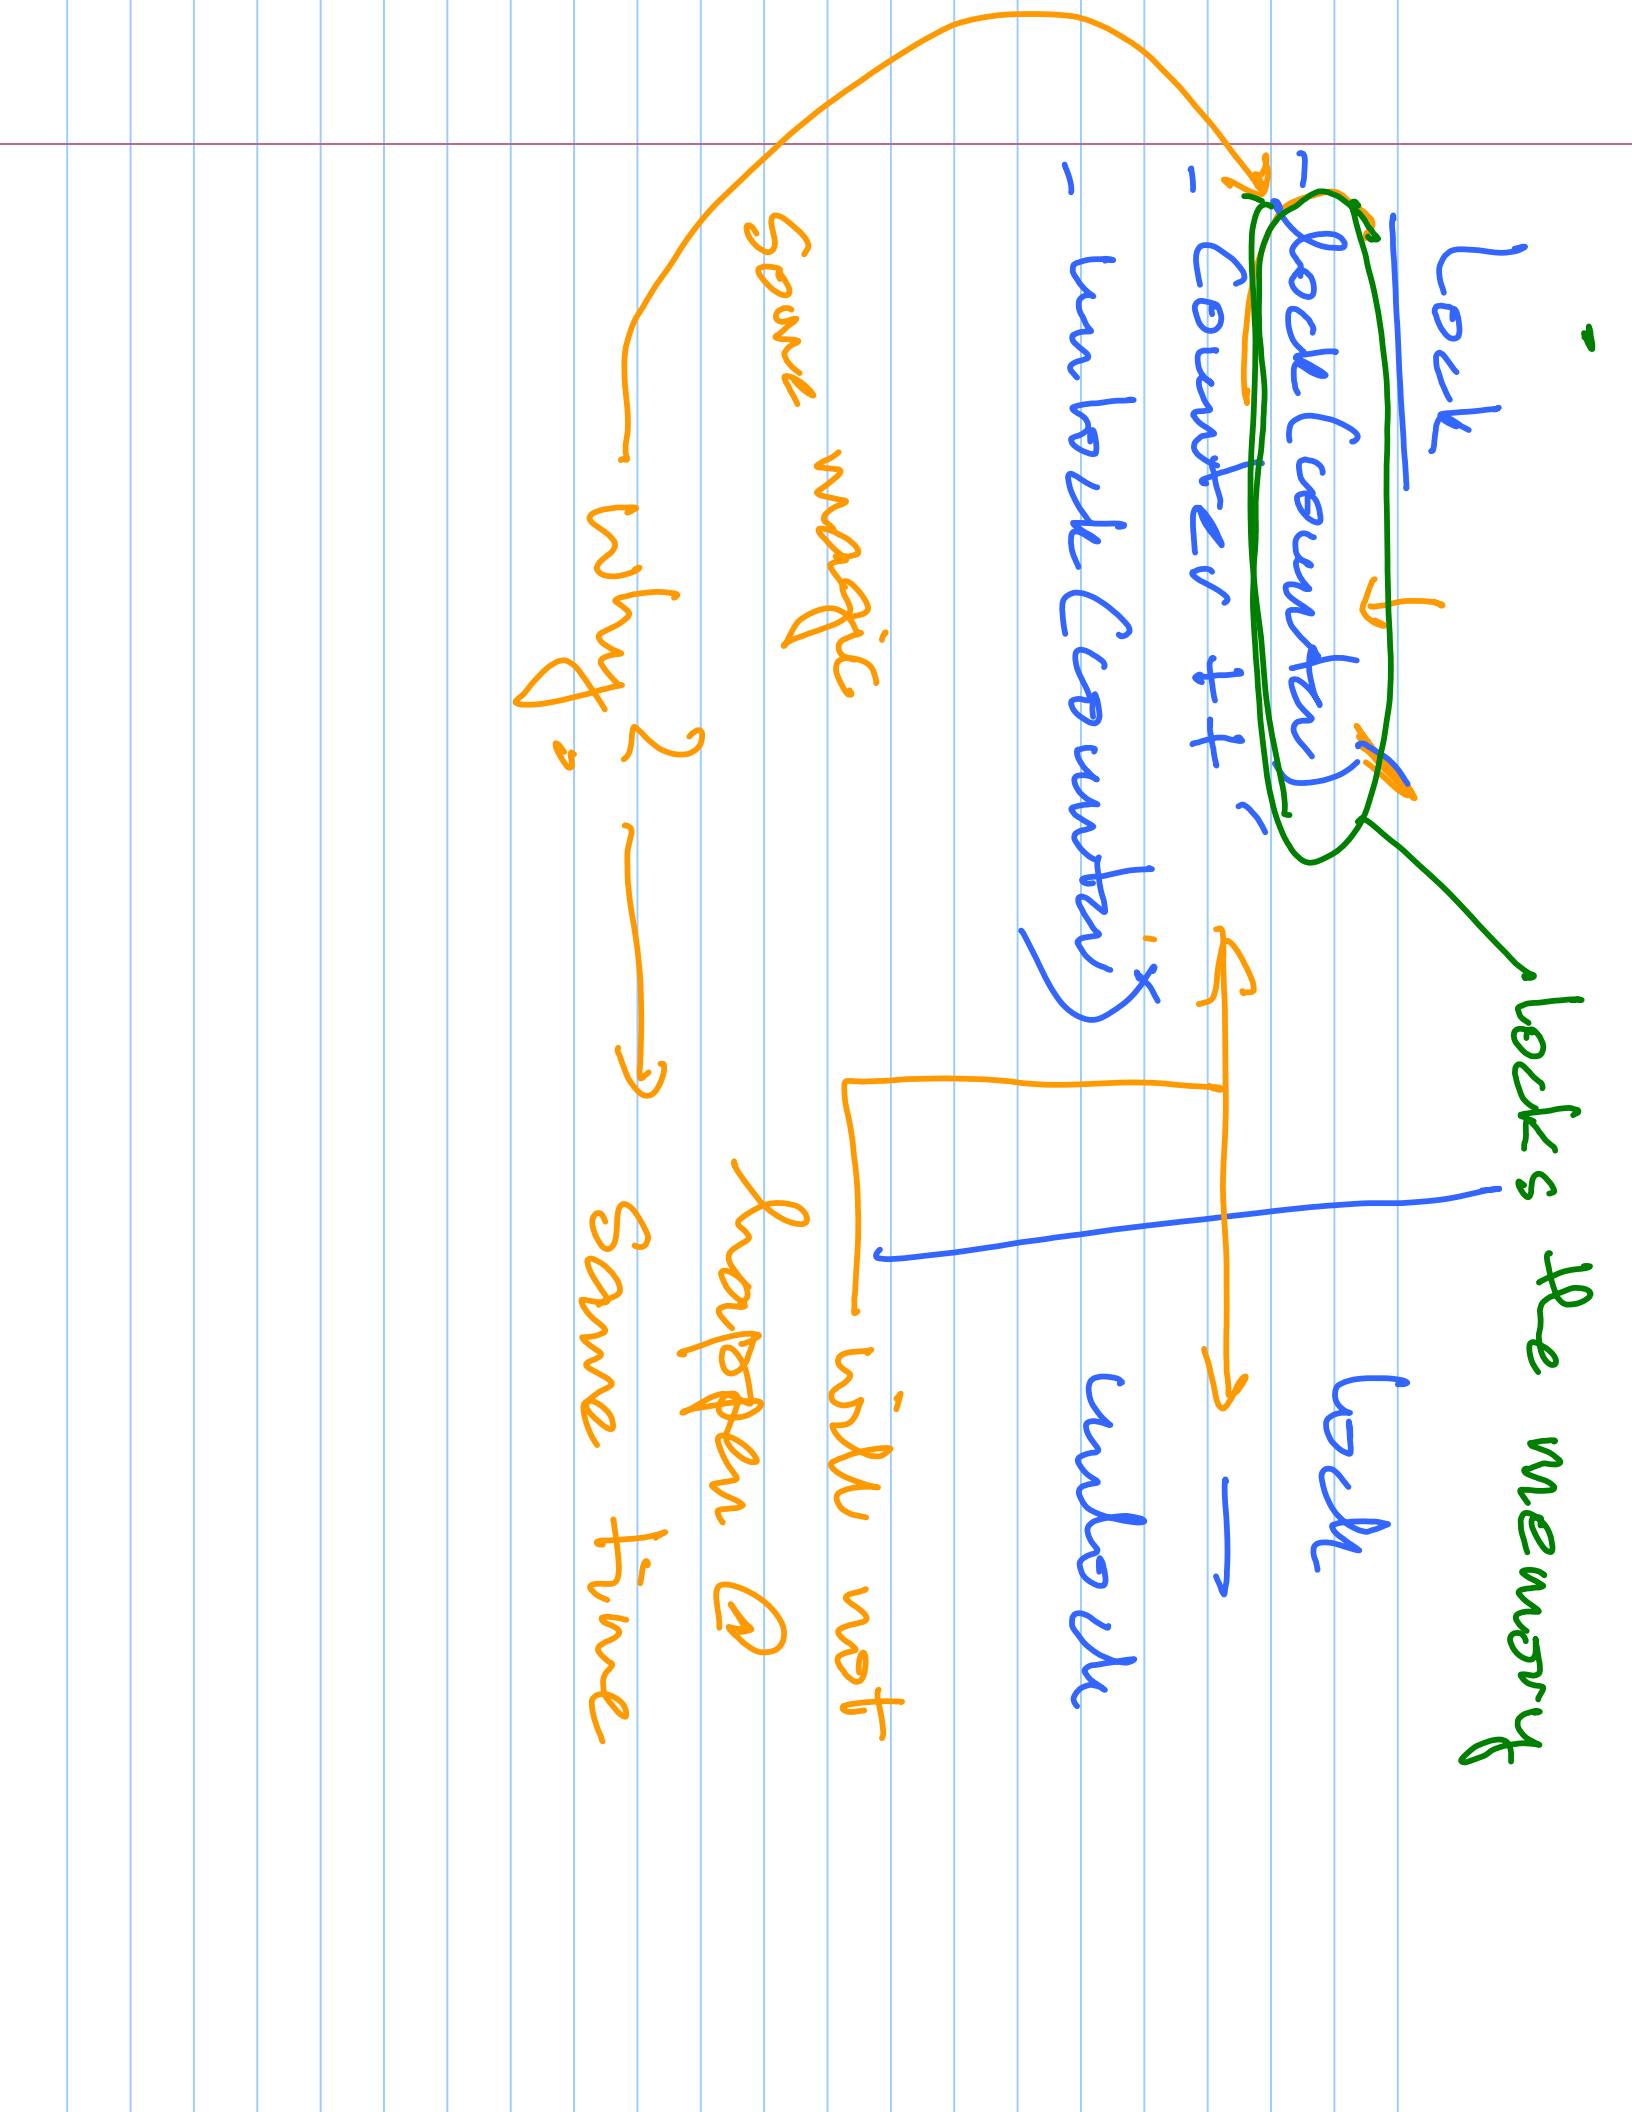 Lock
- lock Counter
- Counter ++
- unlock Counter
locks the memory
Lock
unlock
Some magic
will not
happen @
Why?
Same time